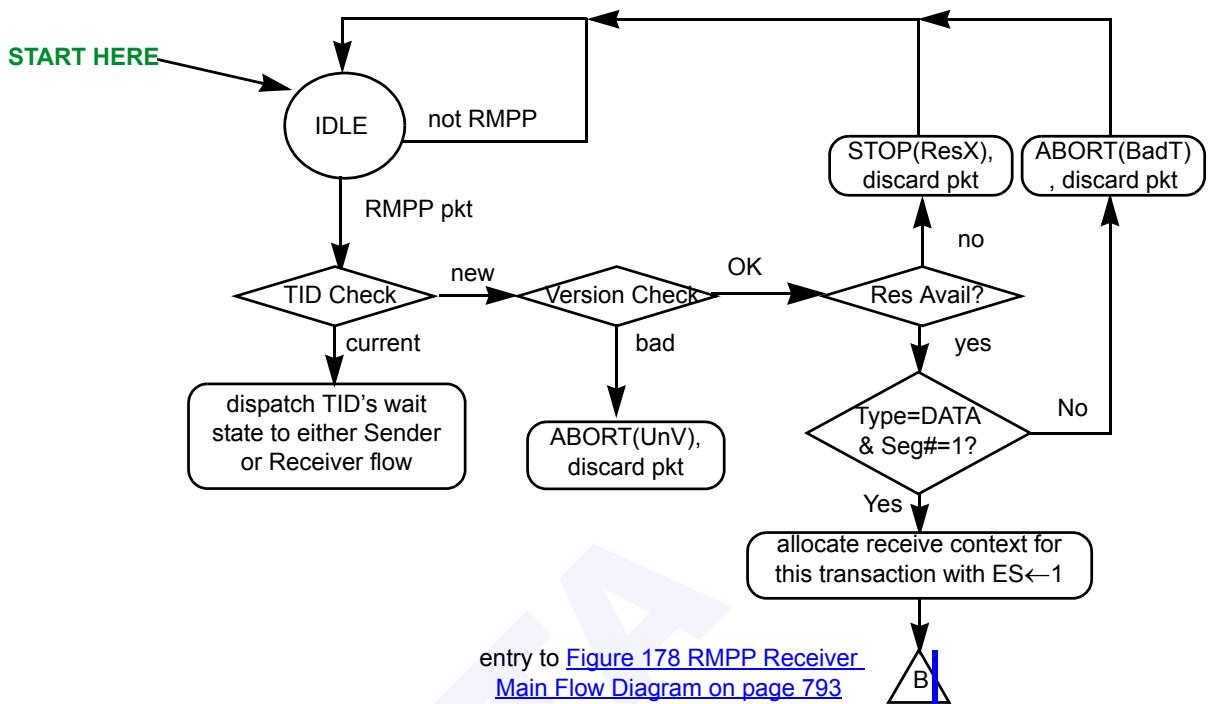 START HERE
IDLE
not RMPP
STOP(ResX),
discard pkt
ABORT(BadT)
, discard pkt
RMPP pkt
no
TID Check
new
Version Check
OK
Res Avail?
current
bad
yes
dispatch TID's wait
state to either Sender
or Receiver flow
ABORT(UnV),
discard pkt
Type=DATA
& Seg#=1?
No
Yes
allocate receive context for
this transaction with ES←1
entry to Figure 178 RMPP Receiver
Main Flow Diagram on page 793
B